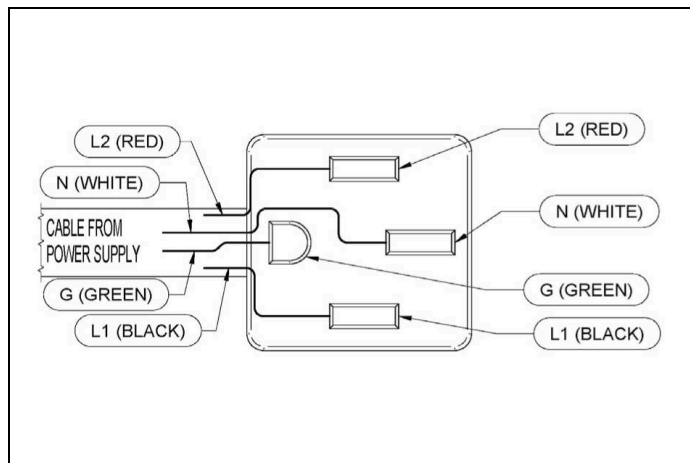 L2 (RED)
N (WHITE)
CABLE FROM
POWER SUPPLY
G (GREEN)
L1 (BLACK)
L2 (RED)
N (WHITE)
G (GREEN)
L1 (BLACK)